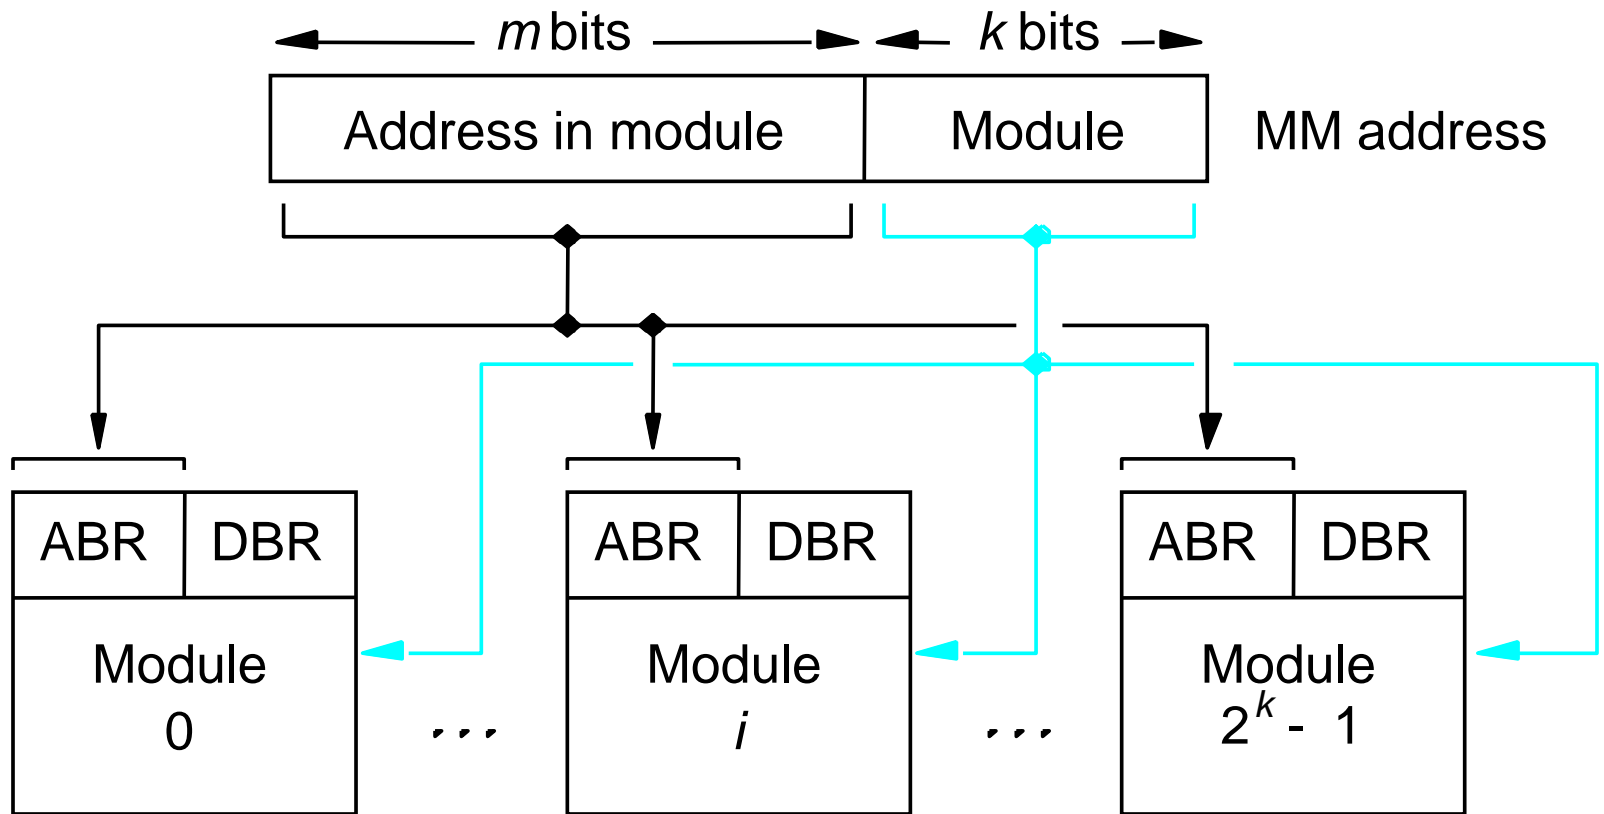 m bits k bits
Address in module Module MM address
ABR DBR ABR DBR ABR DBR
Module Module Module
0 ... i ... 2^k - 1